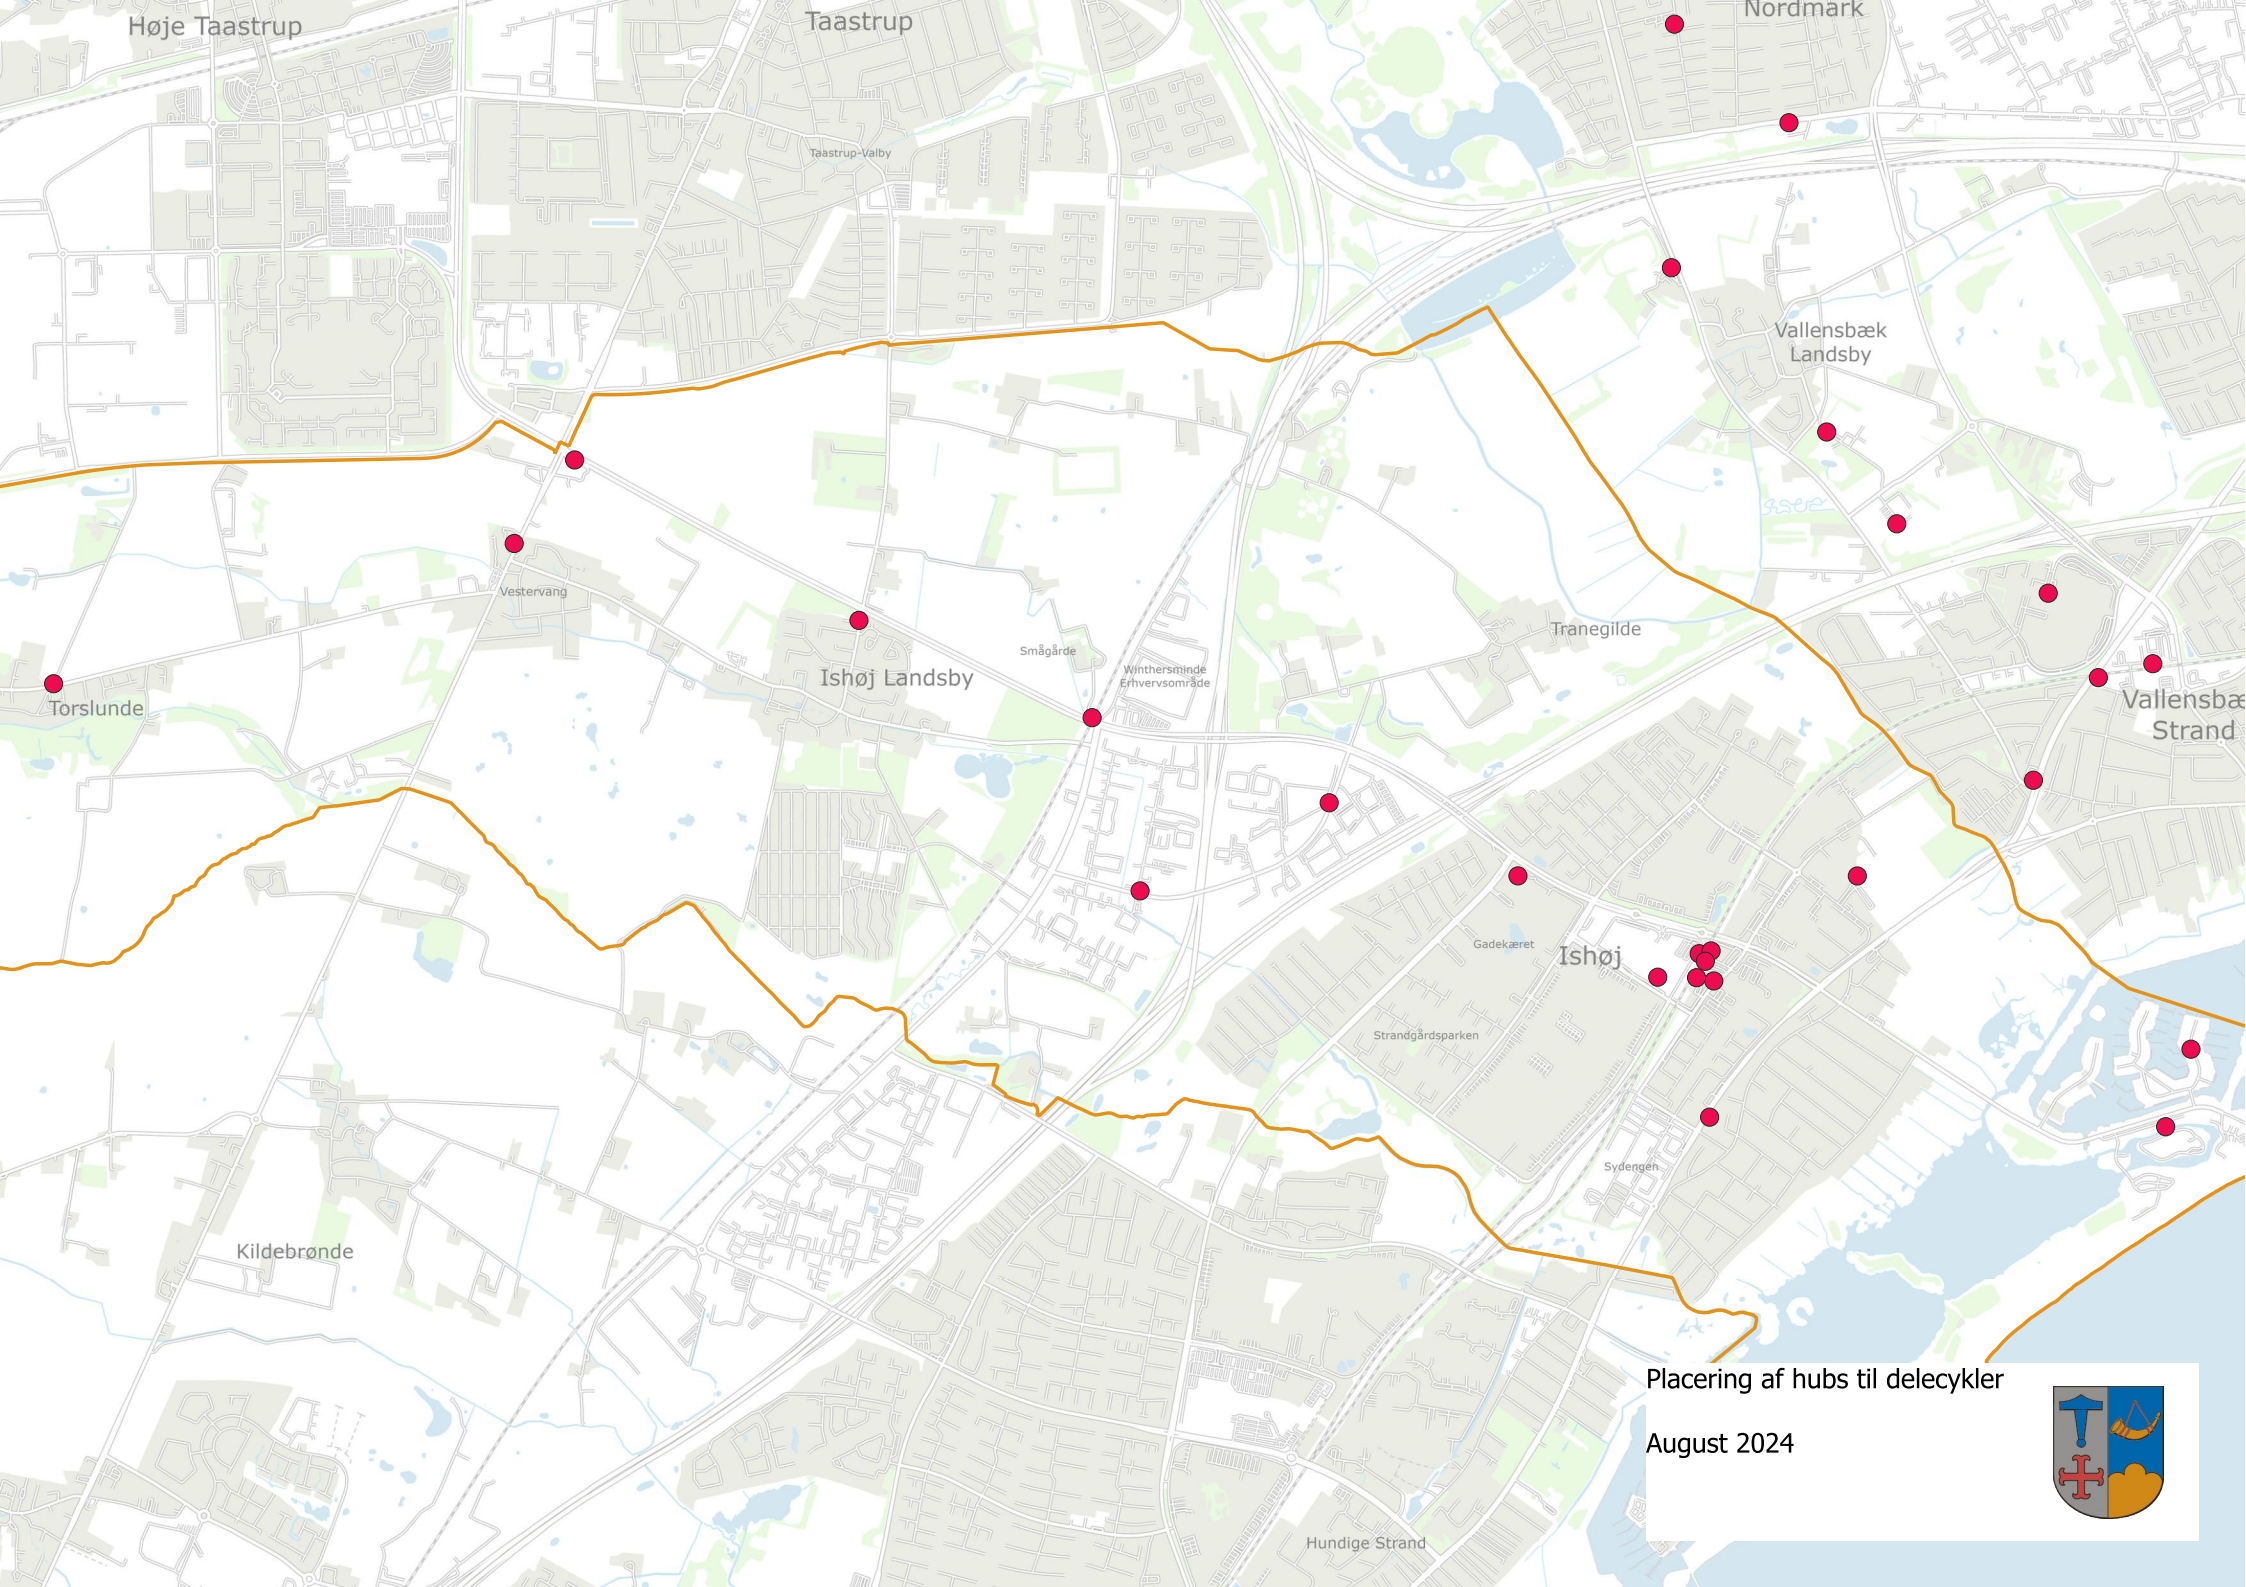 Høje Taastrup
Taastrup
Nordmark
Taastrup-Valby
Vallensbæk
Landsby
Vestervang
Tranegilde
Smågårde
Ishøj Landsby
Winthersminde
Erhvervsområde
Torslunde
Vallensbæ
Strand
Gadekæret
Ishøj
Strandgårdsparken
Sydengen
Kildebrønde
Hundige Strand
Placering af hubs til delecykler
August 2024